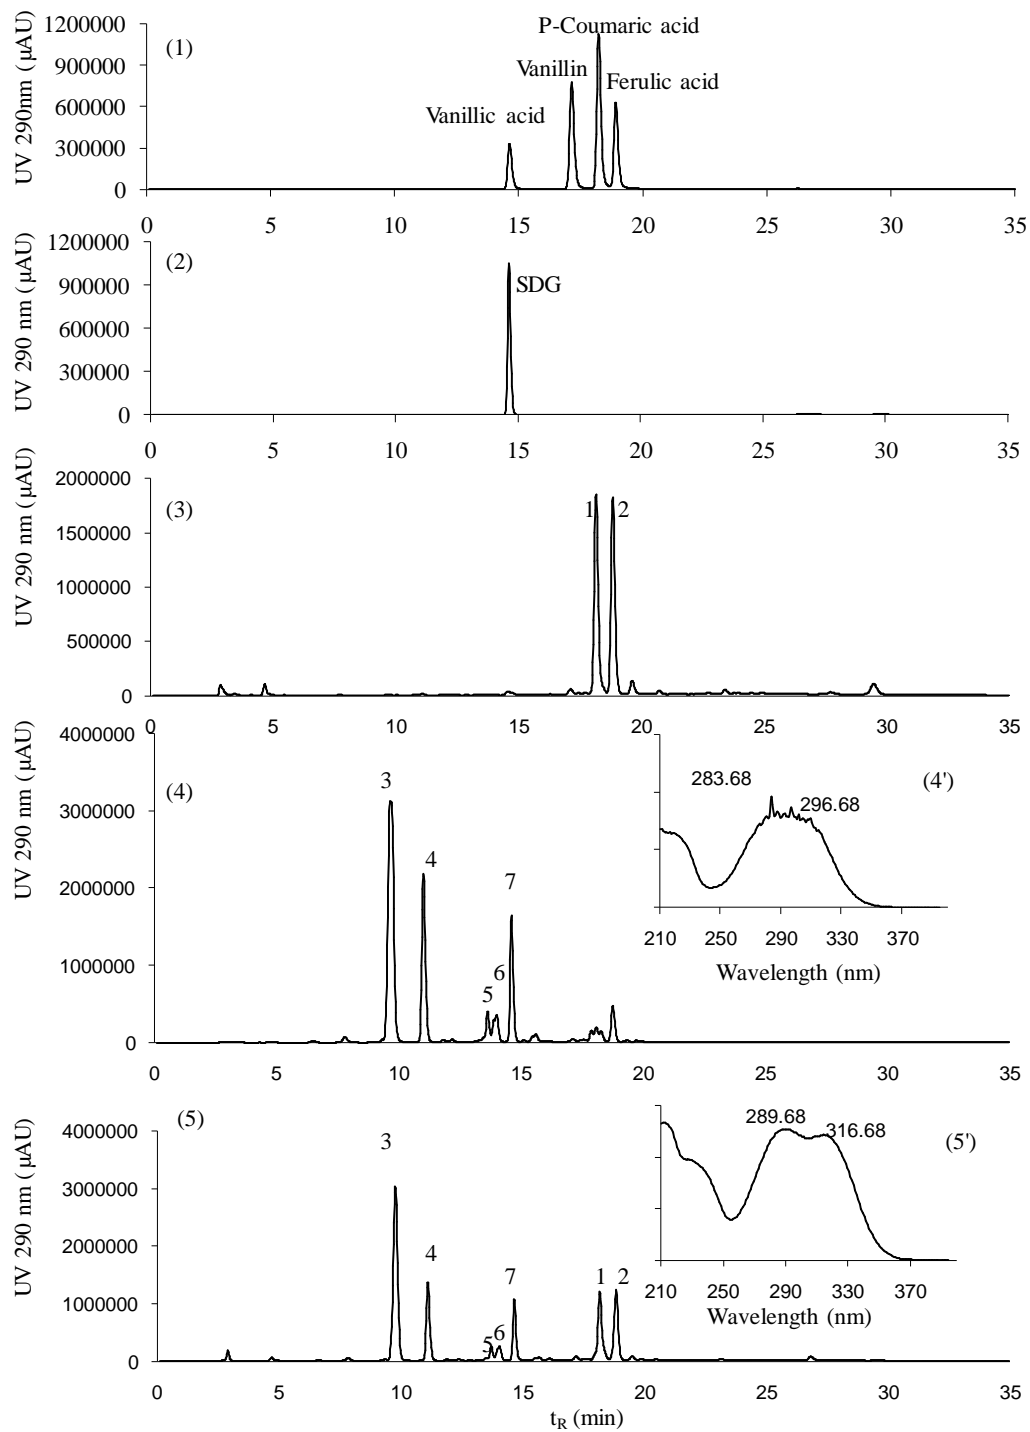 UV 290nm (µAU)
1200000
900000
600000
300000
0
(1)
P-Coumaric acid
Vanillin
Ferulic acid
Vanillic acid
0 5 10 15 20 25 30 35
UV 290 nm (µAU)
1200000
900000
600000
300000
0
(2)
SDG
0 5 10 15 20 25 30 35
UV 290 nm (µAU)
2000000
1500000
1000000
500000
0
(3)
1 2
0 5 10 15 20 25 30 35
UV 290 nm (µAU)
4000000
3000000
2000000
1000000
0
(4)
3
4
5
6
7
0 5 10 15 20 25 30 35
283.68
296.68
(4')
210 250 290 330 370
Wavelength (nm)
UV 290 nm (µAU)
4000000
3000000
2000000
1000000
0
(5)
3
4
5
6
7
1 2
289.68
316.68
(5')
210 250 290 330 370
Wavelength (nm)
0 5 10 15 20 25 30 35
tR (min)